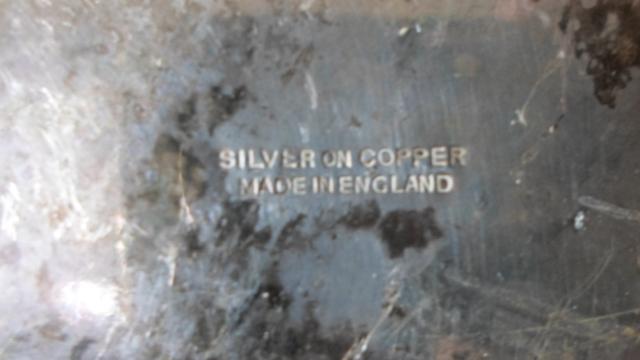 SILVER ON COPPER
MADE IN ENGLAND